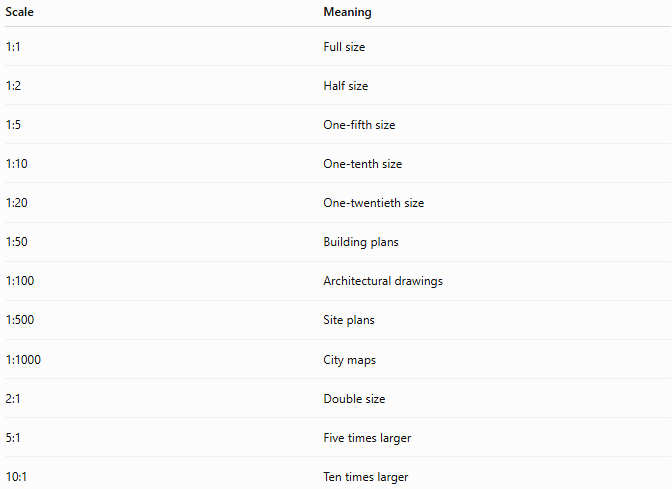 Scale Meaning
1:1 Full size
1:2 Half size
1:5 One-fifth size
1:10 One-tenth size
1:20 One-twentieth size
1:50 Building plans
1:100 Architectural drawings
1:500 Site plans
1:1000 City maps
2:1 Double size
5:1 Five times larger
10:1 Ten times larger